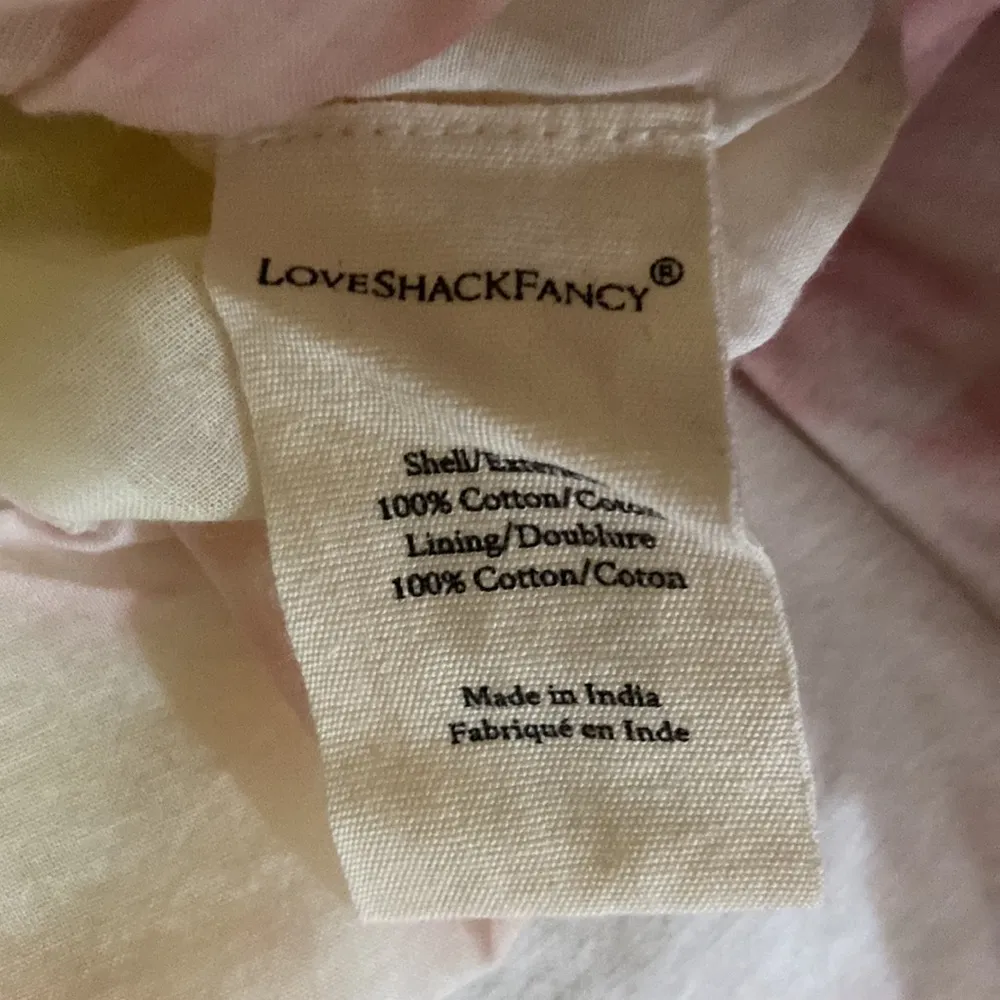 LOVESHACKFANCY®
Shell/
100% Cotton/
Lining/Doublure
100% Cotton/Coton
Made in India
Fabriqué en Inde